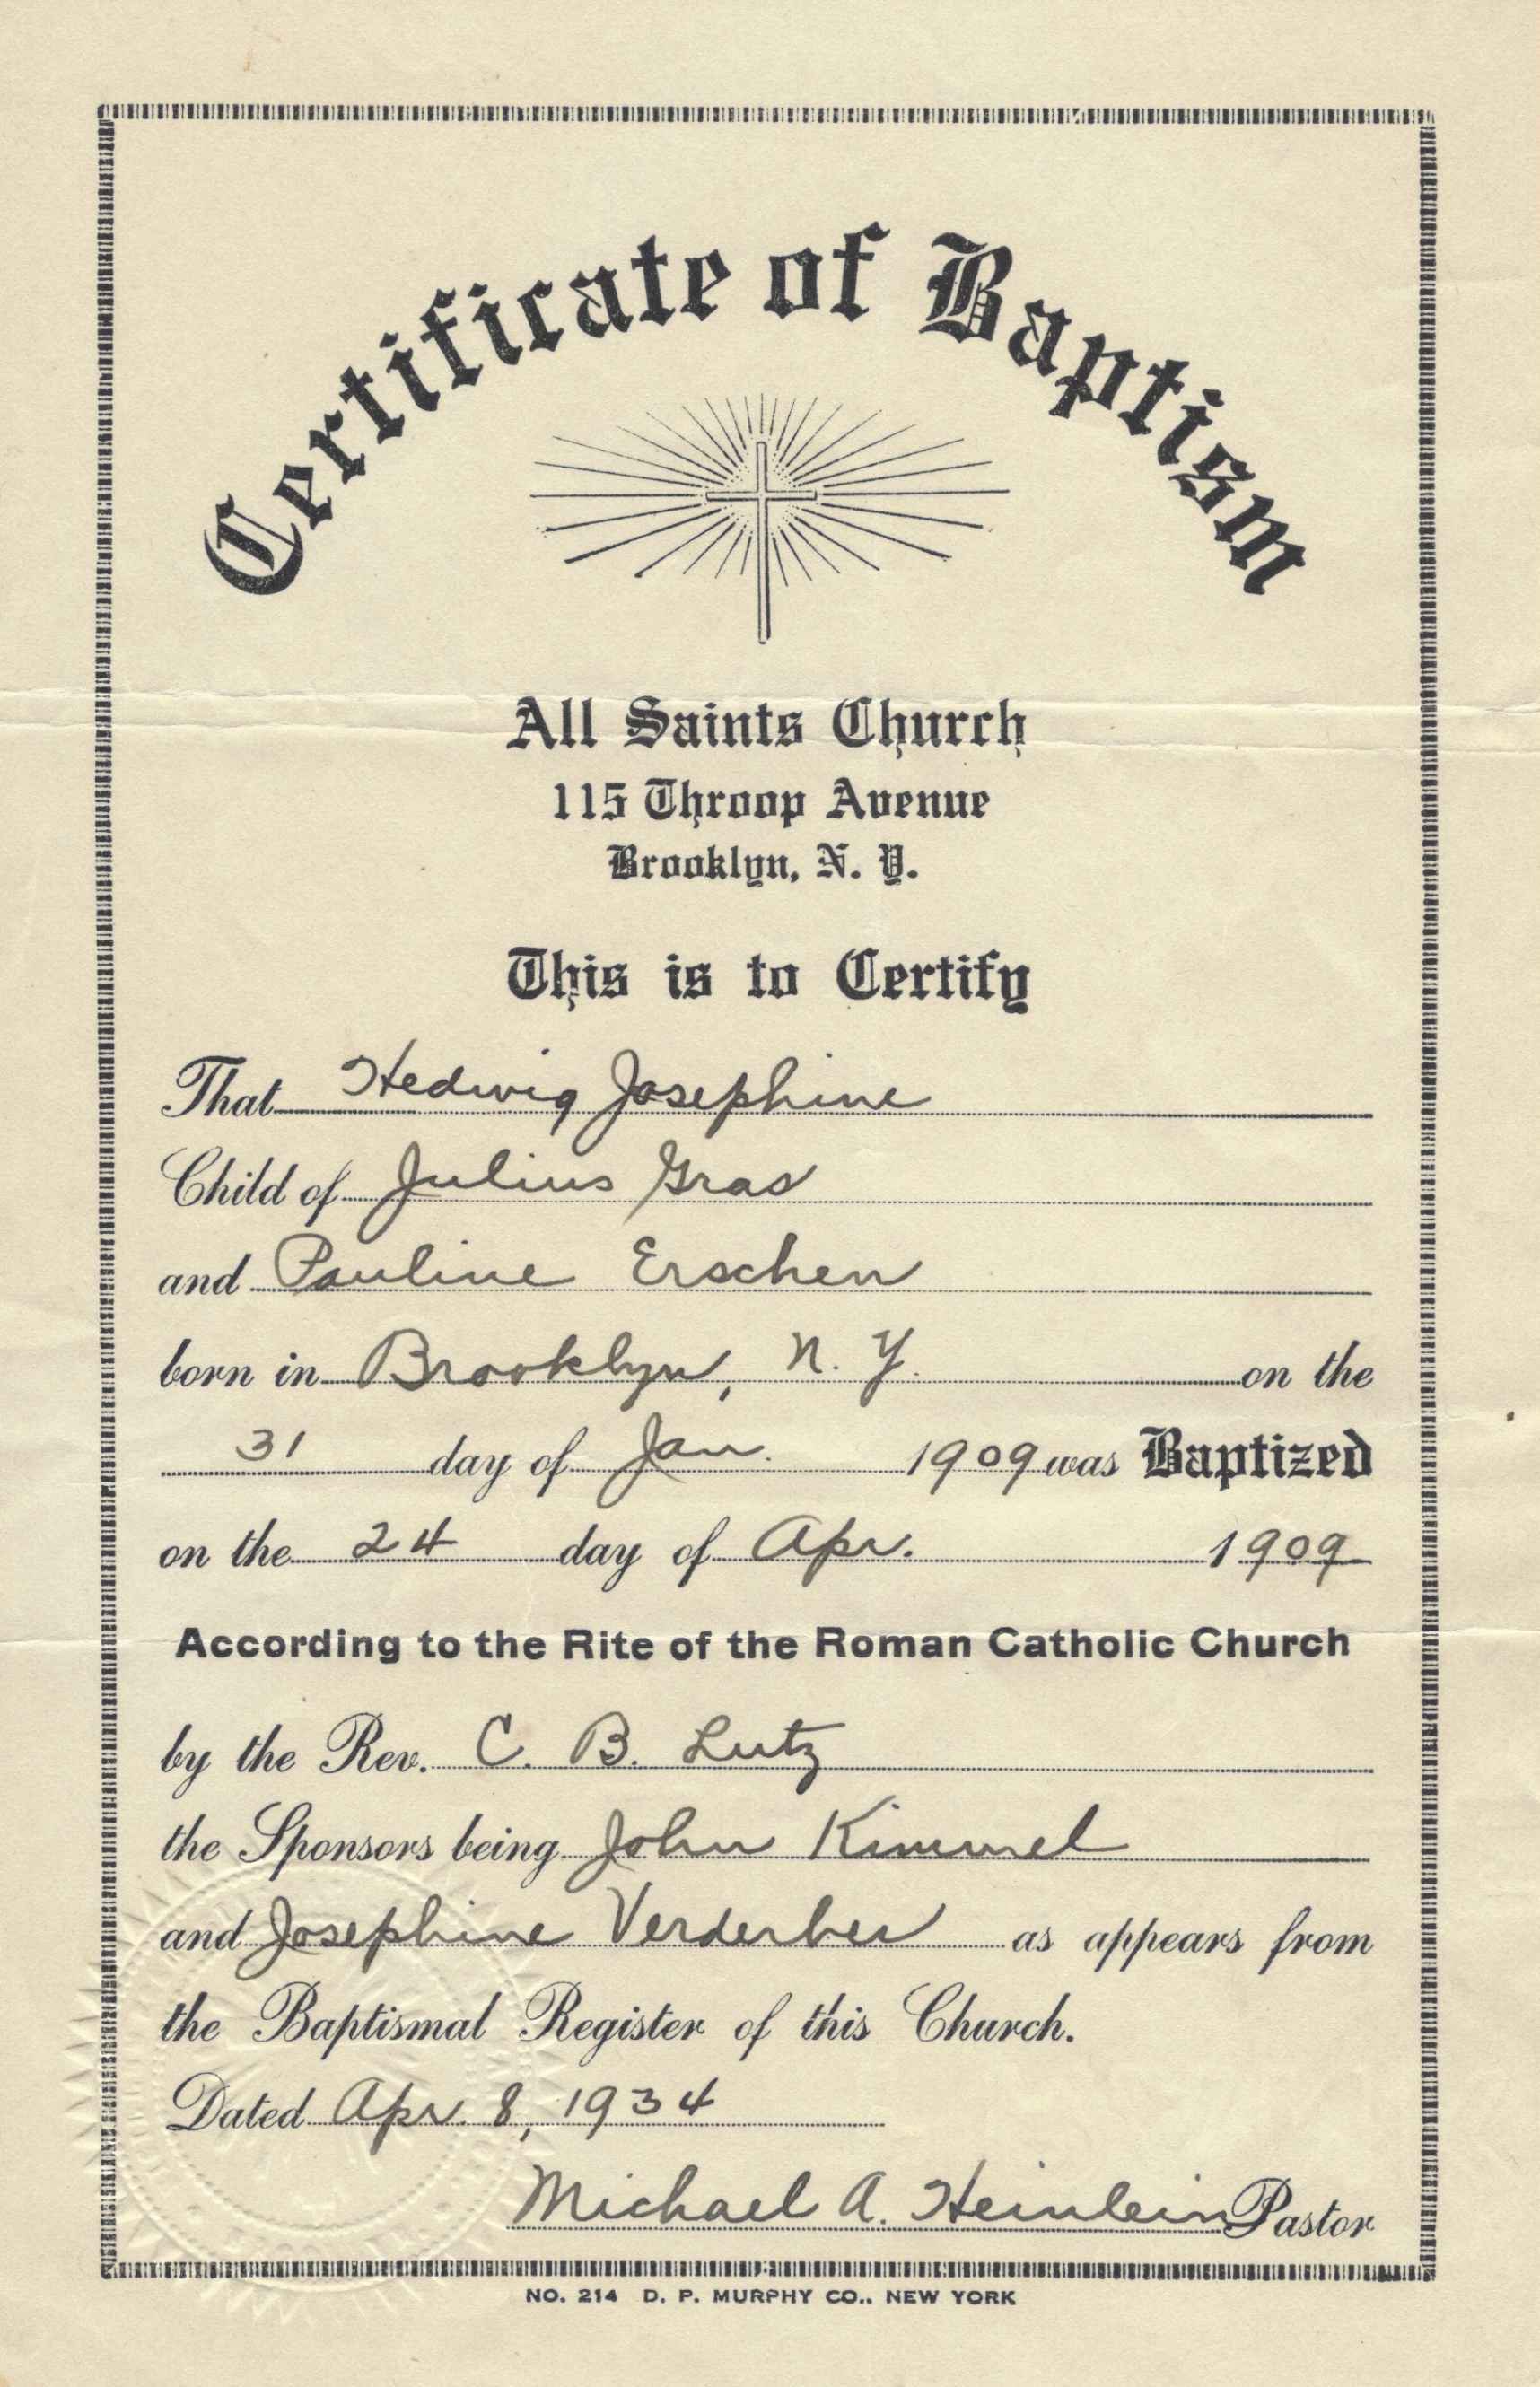 Certificate of Baptism
All Saints Church
115 Throop Avenue
Brooklyn, N. Y.
This is to Certify
That Hedwig Josephine
Child of Julius Gras
and Pauline Erschen
born in Brooklyn, N. Y. on the
31 day of Jan. 1909 was Baptized
on the 24 day of Apr. 1909
According to the Rite of the Roman Catholic Church
by the Rev. C. B. Lutz
the Sponsors being John Kimmel
and Josephine Verderber as appears from
the Baptismal Register of this Church.
Dated Apr. 8, 1934
Michael A. Heinlein Pastor
NO. 214 D. P. MURPHY CO., NEW YORK